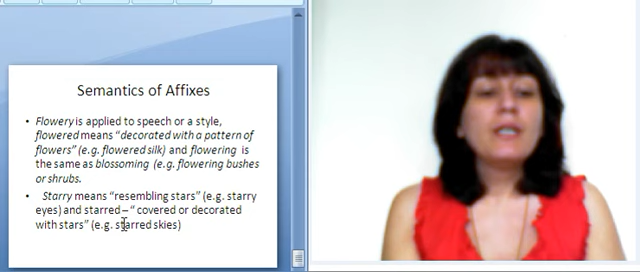 Semantics of Affixes
• Flowery is applied to speech or a style,
flowered means "decorated with a pattern of
flowers" (e.g. flowered silk) and flowering is
the same as blossoming (e.g. flowering bushes
or shrubs.
• Starry means "resembling stars" (e.g. starry
eyes) and starred – " covered or decorated
with stars" (e.g. starred skies)